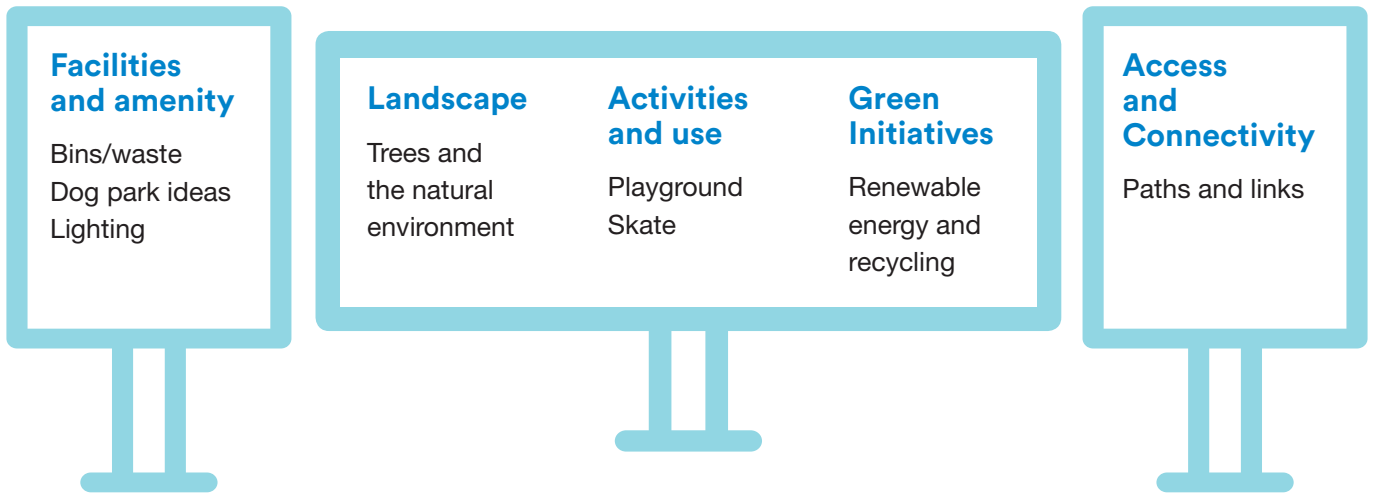 Facilities
and amenity
Bins/waste
Dog park ideas
Lighting
Landscape
Trees and
the natural
environment
Activities
and use
Playground
Skate
Green
Initiatives
Renewable
energy and
recycling
Access
and
Connectivity
Paths and links